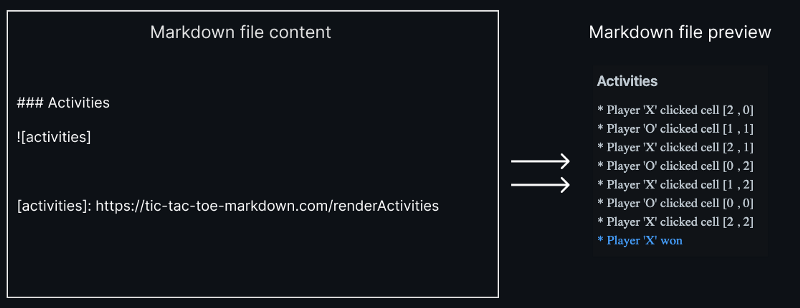 Markdown file content
### Activities
![activities]
[activities]: https://tic-tac-toe-markdown.com/renderActivities
Markdown file preview
Activities
* Player 'X' clicked cell [2 , 0]
* Player 'O' clicked cell [1 , 1]
* Player 'X' clicked cell [2 , 1]
* Player 'O' clicked cell [0 , 2]
* Player 'X' clicked cell [1 , 2]
* Player 'O' clicked cell [0 , 0]
* Player 'X' clicked cell [2 , 2]
* Player 'X' won